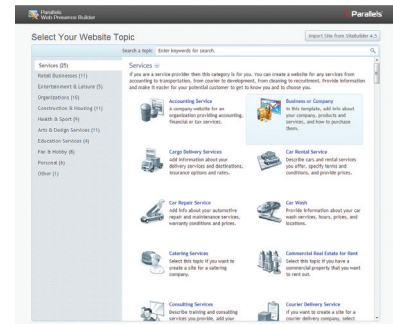 Parallels
Web Presence Builder
Parallels
Select Your Website Topic
Import Site from SiteBuilder 4.5
Search a topic: Enter keywords for search.
Services (25)
Retail Businesses (11)
Entertainment & Leisure (5)
Organizations (10)
Construction & Housing (11)
Health & Sport (9)
Arts & Design Services (11)
Education Services (4)
Fan & Hobby (8)
Personal (6)
Other (1)
Services
If you are a service provider then this category is for you. You can create a website for any services from
accounting to transportation, from courier to development, from cleaning to recruitment. Provide information
and make it easier for your potential customer to get to know you and to choose you.
Accounting Service
A company website for an
organization providing accounting,
financial or tax services.
Business or Company
In this template, add info about
your company, products and
services, and how to purchase
them.
Cargo Delivery Services
Add information about your
delivery services and destinations,
insurance options and rates.
Car Rental Service
Describe cars and rental services
you offer, specify terms and
conditions, and provide prices.
Car Repair Service
Add info about your automotive
repair and maintenance services,
warranty conditions and prices.
Car Wash
Provide information about your car
wash services, hours, prices, and
locations.
Catering Services
Select this topic if you want to
create a site for a catering
company.
Commercial Real Estate for Rent
Select this topic if you have a
commercial property that you want
to rent out.
Consulting Services
Describe training and consulting
services you provide, add your
Courier Delivery Service
If you want to create a site for a
courier delivery company, select